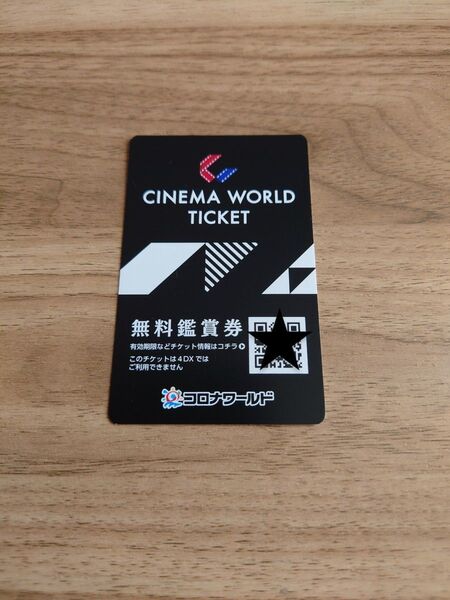 CINEMA WORLD
TICKET
無料鑑賞券
有効期限などチケット情報はコチラ
このチケットは4DXでは
ご利用できません
コロナワールド